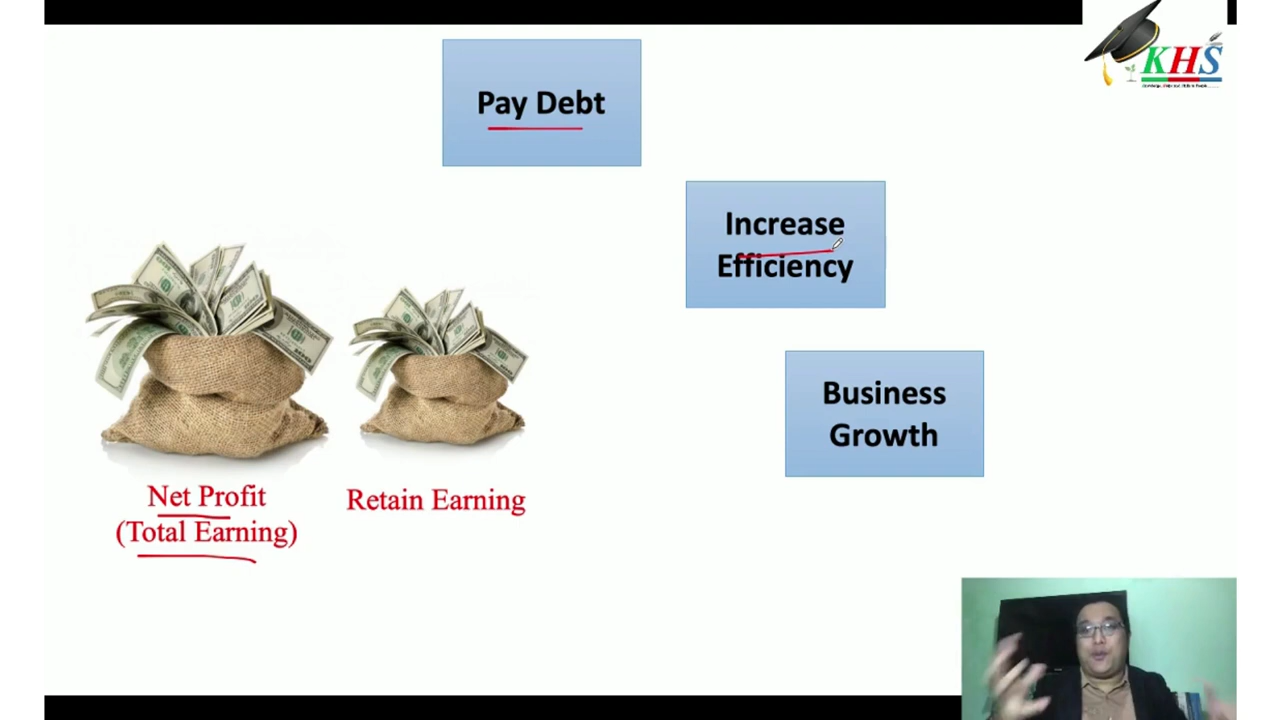 KHS
Pay Debt
Increase
Efficiency
Business
Growth
Net Profit
(Total Earning)
Retain Earning